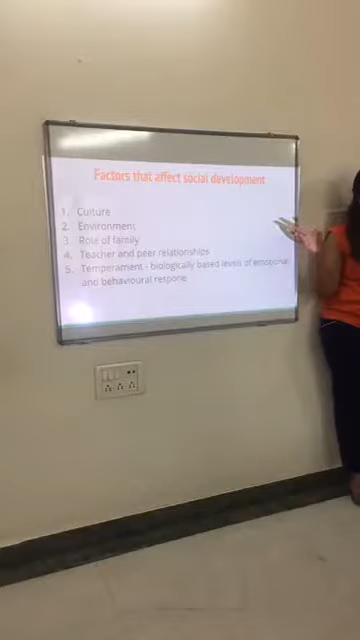 Factors that affect social development
1. Culture
2. Environment
3. Role of family
4. Teacher and peer relationships
5. Temperament - biologically based levels of emotional
and behavioural respone